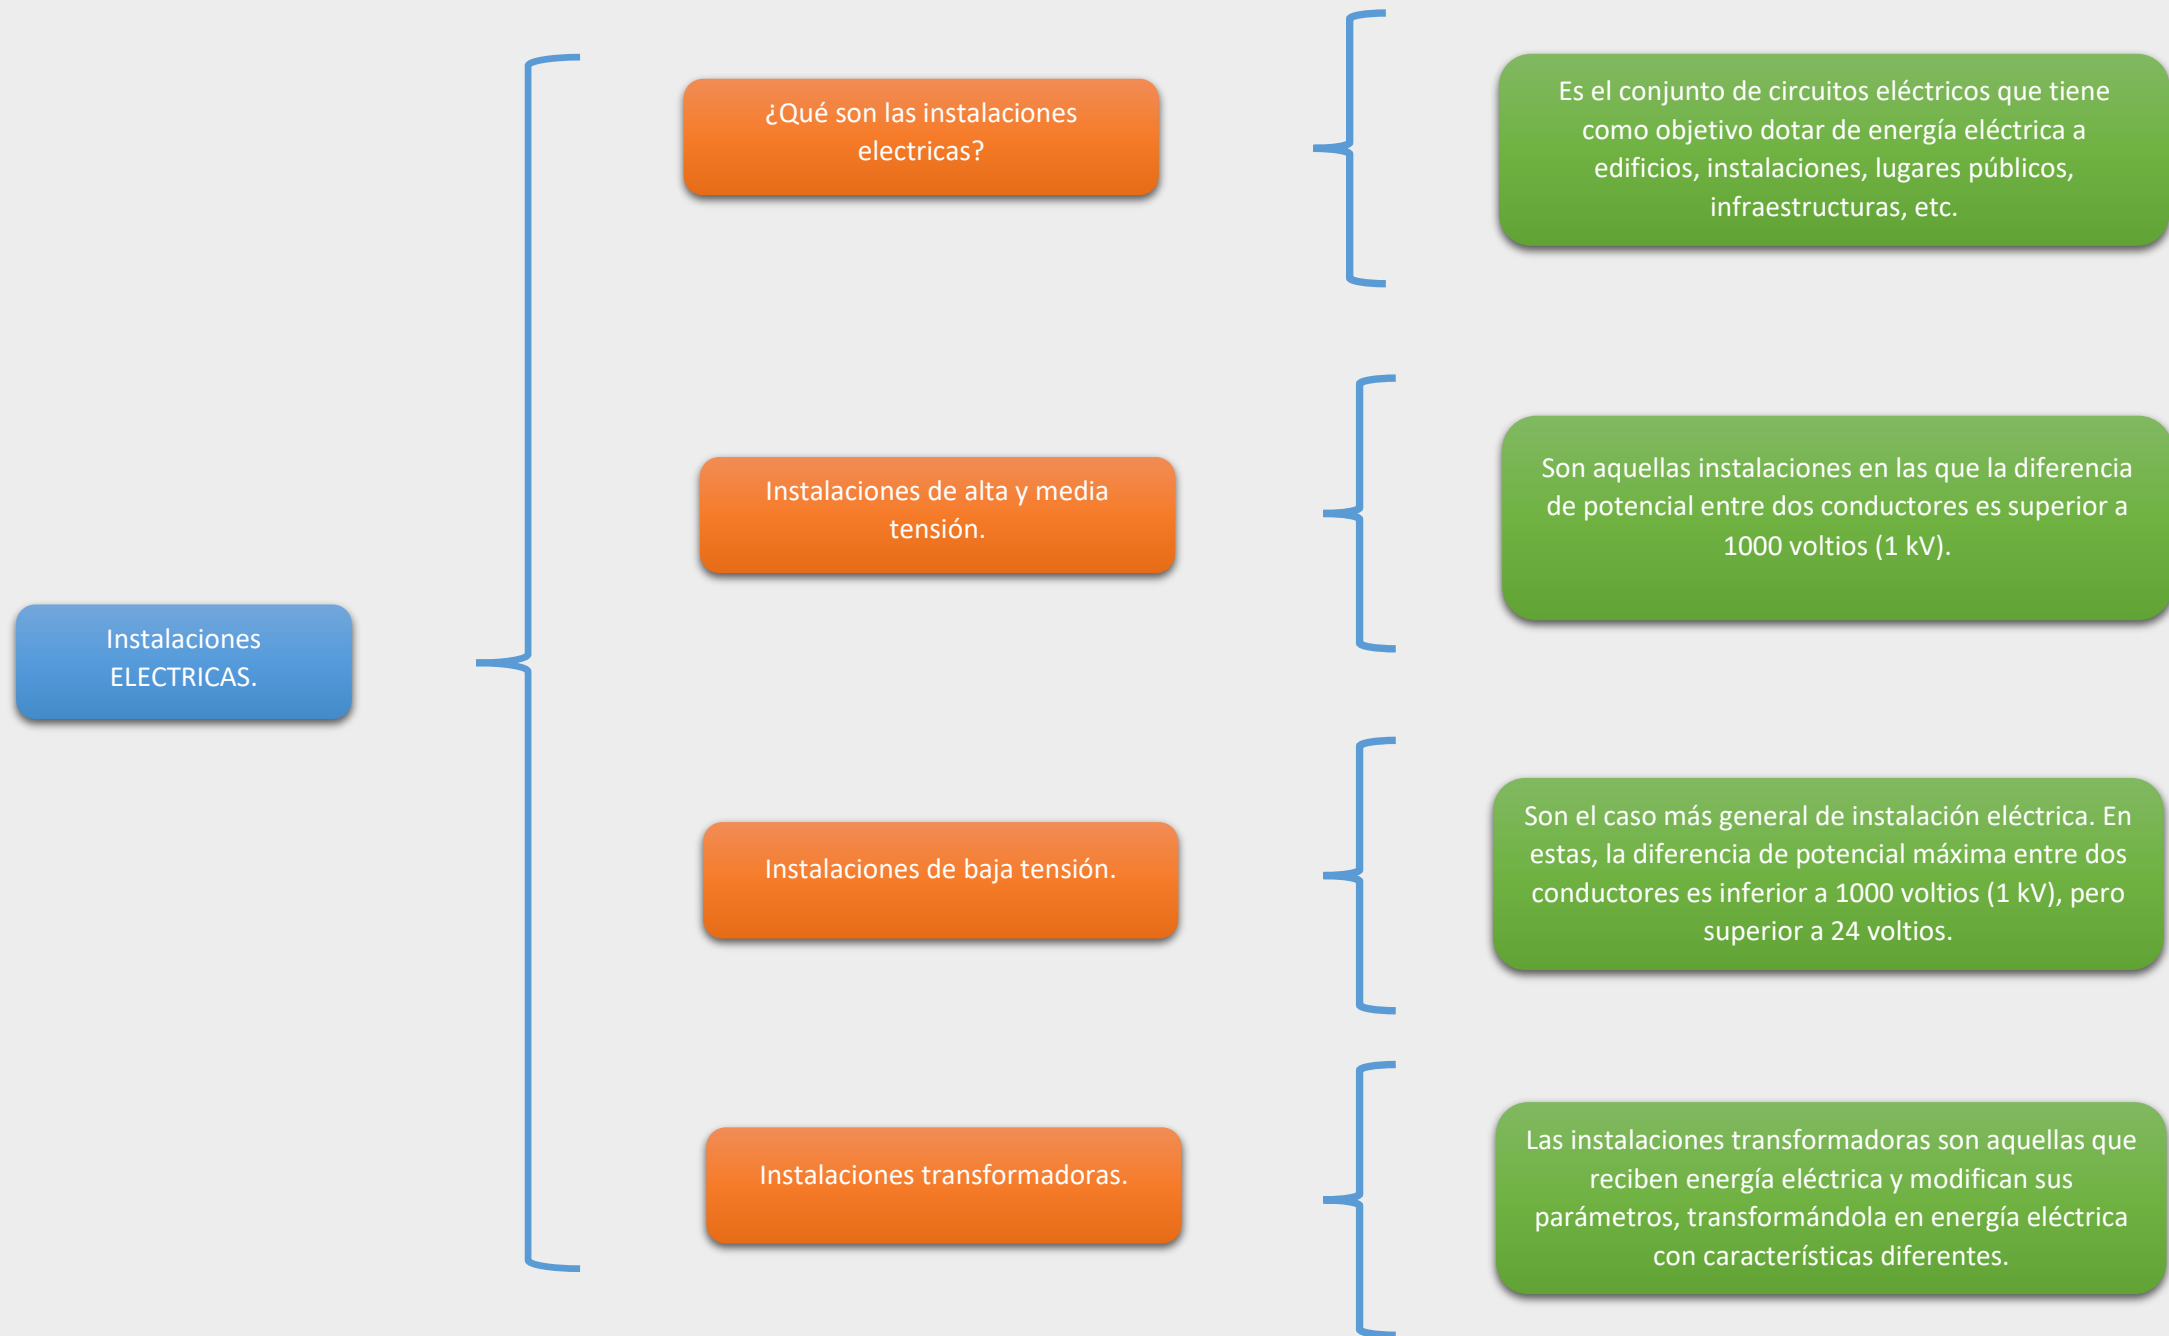 ¿Qué son las instalaciones
electricas?
Es el conjunto de circuitos eléctricos que tiene
como objetivo dotar de energía eléctrica a
edificios, instalaciones, lugares públicos,
infraestructuras, etc.
Instalaciones de alta y media
tensión.
Son aquellas instalaciones en las que la diferencia
de potencial entre dos conductores es superior a
1000 voltios (1 kV).
Instalaciones
ELECTRICAS.
Instalaciones de baja tensión.
Son el caso más general de instalación eléctrica. En
estas, la diferencia de potencial máxima entre dos
conductores es inferior a 1000 voltios (1 kV), pero
superior a 24 voltios.
Instalaciones transformadoras.
Las instalaciones transformadoras son aquellas que
reciben energía eléctrica y modifican sus
parámetros, transformándola en energía eléctrica
con características diferentes.